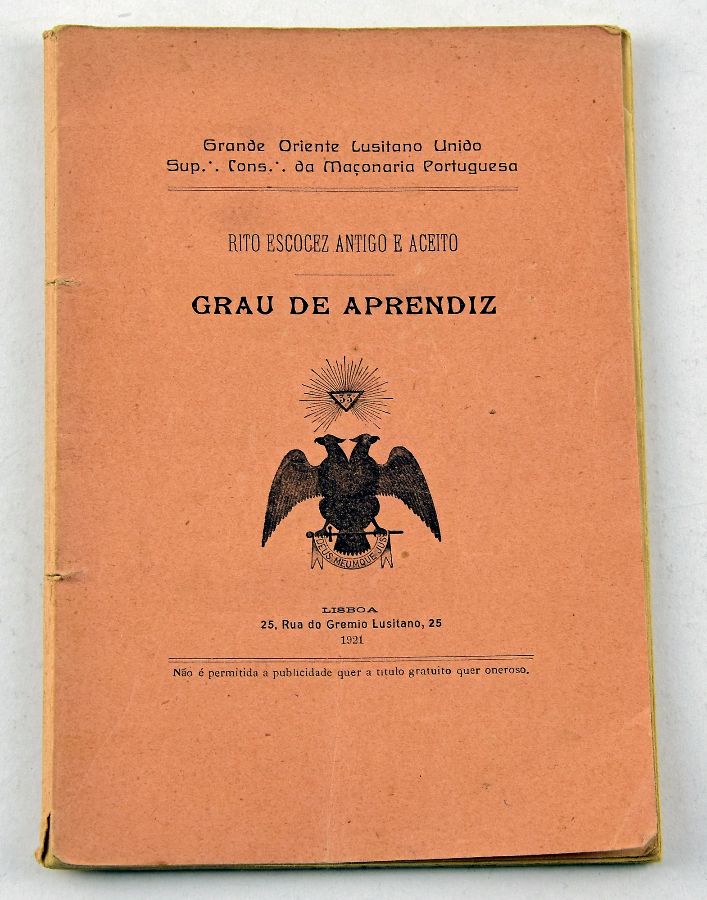 Grande Oriente Lusitano Unido
Sup.∴ Cons.∴ da Maçonaria Portuguesa
RITO ESCOCEZ ANTIGO E ACEITO
GRAU DE APRENDIZ
33
DEUS MEUMQUE JUS
LISBOA
25, Rua do Gremio Lusitano, 25
1921
Não é permitida a publicidade quer a titulo gratuito quer oneroso.